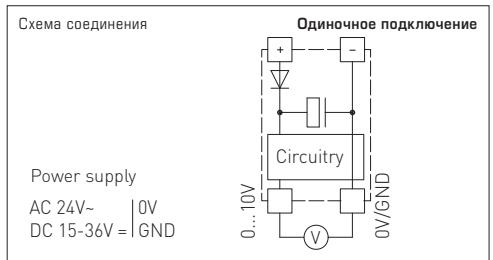 Схема соединения
Одиночное подключение
+ −
Circuitry
Power supply
AC 24V~ 0V
DC 15-36V = GND
0...10V
0V/GND
V